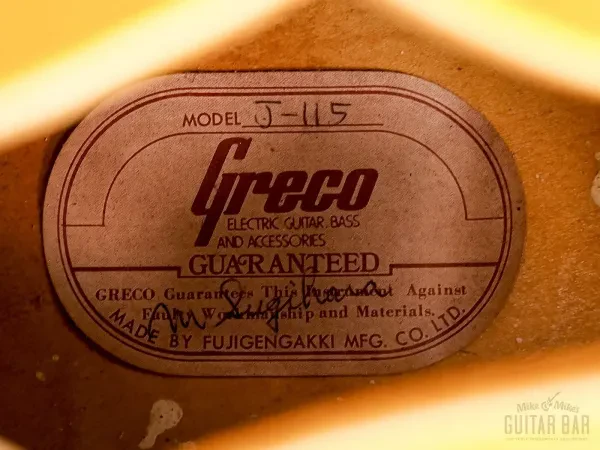 MODEL J-115
Greco
ELECTRIC GUITAR, BASS
AND ACCESSORIES
GUARANTEED
GRECO Guarantees This Instrument Against
Faulty Workmanship and Materials.
M Sugihara
MADE BY FUJIGENGAKKI MFG. CO. LTD.
Mike & Mike's
GUITAR BAR